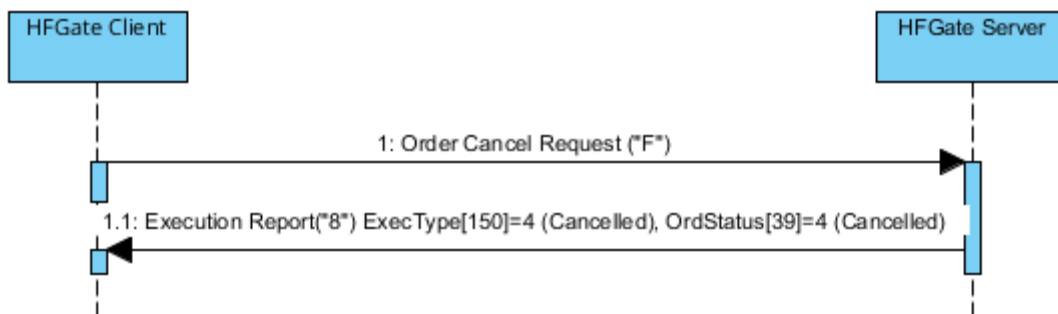 HFGate Client
HFGate Server
1: Order Cancel Request ("F")
1.1: Execution Report("8") ExecType[150]=4 (Cancelled), OrdStatus[39]=4 (Cancelled)